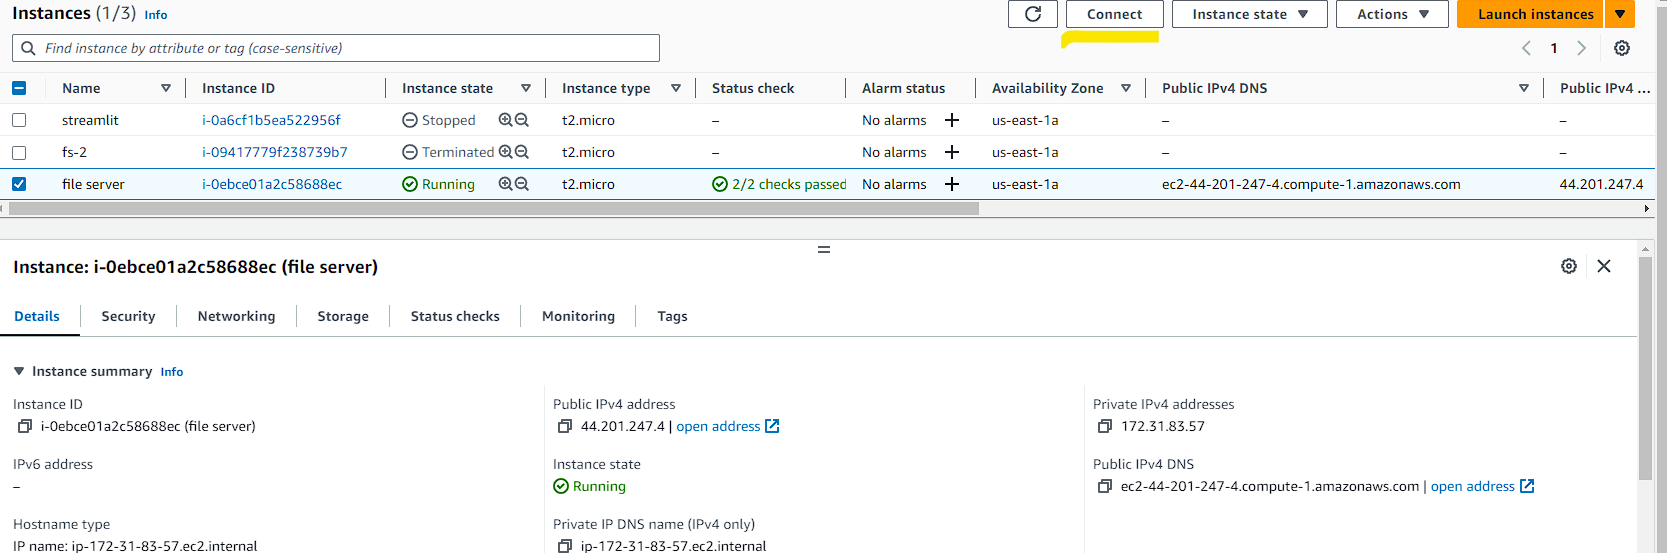 Instances (1/3) Info Connect Instance state Actions Launch instances
Find instance by attribute or tag (case-sensitive) 1
Name Instance ID Instance state Instance type Status check Alarm status Availability Zone Public IPv4 DNS Public IPv4 ...
streamlit i-0a6cf1b5ea522956f Stopped t2.micro – No alarms + us-east-1a – –
fs-2 i-09417779f238739b7 Terminated t2.micro – No alarms + us-east-1a – –
file server i-0ebce01a2c58688ec Running t2.micro 2/2 checks passed No alarms + us-east-1a ec2-44-201-247-4.compute-1.amazonaws.com 44.201.247.4
Instance: i-0ebce01a2c58688ec (file server)
Details Security Networking Storage Status checks Monitoring Tags
Instance summary Info
Instance ID Public IPv4 address Private IPv4 addresses
i-0ebce01a2c58688ec (file server) 44.201.247.4 | open address 172.31.83.57
IPv6 address Instance state Public IPv4 DNS
– Running ec2-44-201-247-4.compute-1.amazonaws.com | open address
Hostname type Private IP DNS name (IPv4 only)
IP name: ip-172-31-83-57.ec2.internal ip-172-31-83-57.ec2.internal